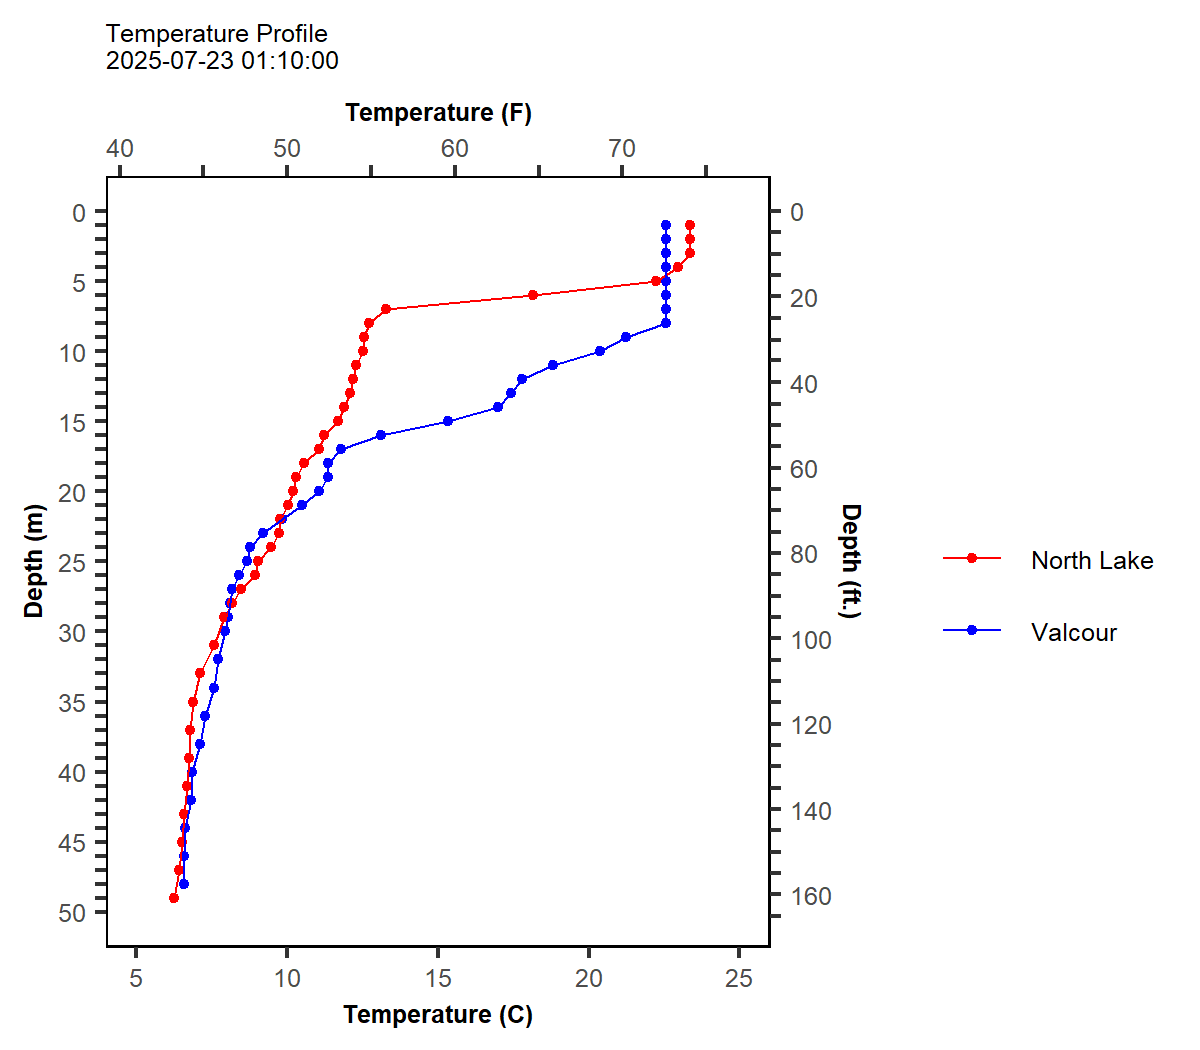 Temperature Profile
2025-07-23 01:10:00
Temperature (F)
40 50 60 70
0
5
10
15
20
25
30
35
40
45
50
Depth (m)
0
20
40
60
80
100
120
140
160
Depth (ft.)
North Lake
Valcour
5 10 15 20 25
Temperature (C)